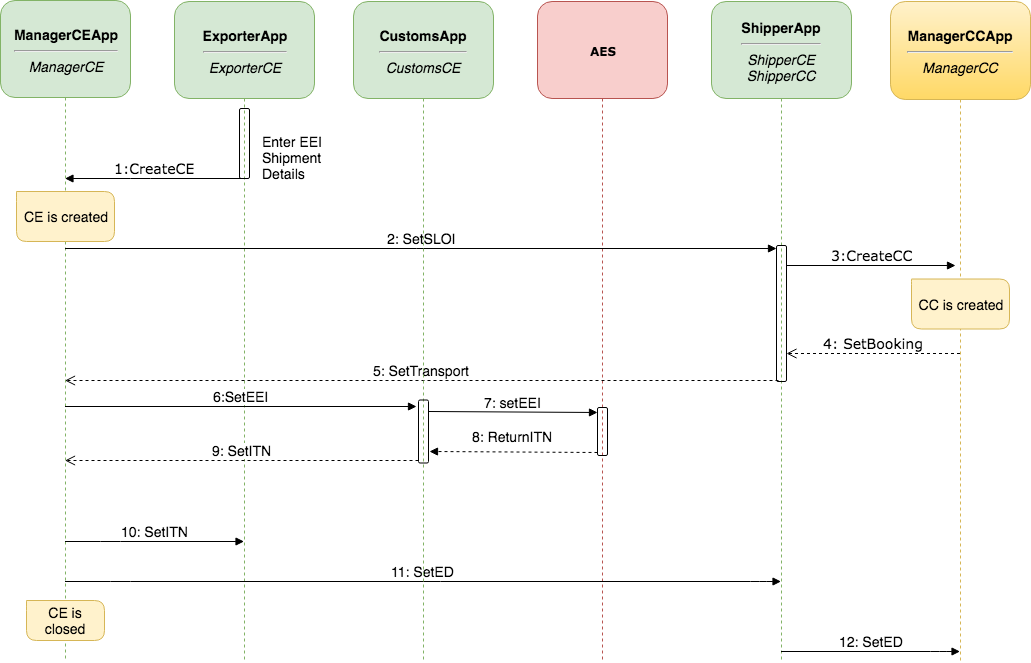 ManagerCEApp
ManagerCE
ExporterApp
ExporterCE
CustomsApp
CustomsCE
AES
ShipperApp
ShipperCE
ShipperCC
ManagerCCApp
ManagerCC
Enter EEI
Shipment
Details
1:CreateCE
CE is created
2: SetSLOI
3:CreateCC
CC is created
4: SetBooking
5: SetTransport
6:SetEEI
7: setEEI
8: ReturnITN
9: SetITN
10: SetITN
11: SetED
CE is
closed
12: SetED